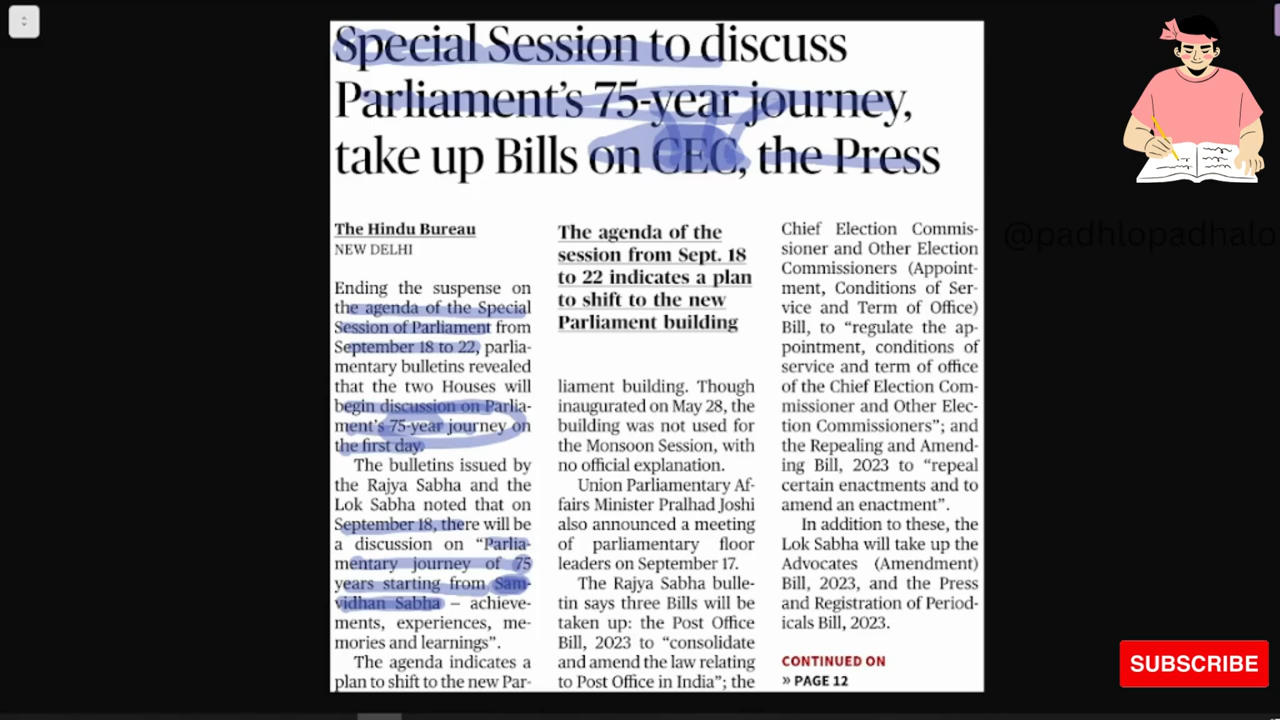 Special Session to discuss
Parliament's 75-year journey,
take up Bills on CEC, the Press
The Hindu Bureau
NEW DELHI
Ending the suspense on
the agenda of the Special
Session of Parliament from
September 18 to 22, parlia-
mentary bulletins revealed
that the two Houses will
begin discussion on Parlia-
ment's 75-year journey on
the first day.
The bulletins issued by
the Rajya Sabha and the
Lok Sabha noted that on
September 18, there will be
a discussion on “Parlia-
mentary journey of 75
years starting from Sam-
vidhan Sabha – achieve-
ments, experiences, me-
mories and learnings”.
The agenda indicates a
plan to shift to the new Par-
The agenda of the
session from Sept. 18
to 22 indicates a plan
to shift to the new
Parliament building
liament building. Though
inaugurated on May 28, the
building was not used for
the Monsoon Session, with
no official explanation.
Union Parliamentary Af-
fairs Minister Pralhad Joshi
also announced a meeting
of parliamentary floor
leaders on September 17.
The Rajya Sabha bulle-
tin says three Bills will be
taken up: the Post Office
Bill, 2023 to “consolidate
and amend the law relating
to Post Office in India”; the
Chief Election Commis-
sioner and Other Election
Commissioners (Appoint-
ment, Conditions of Ser-
vice and Term of Office)
Bill, to “regulate the ap-
pointment, conditions of
service and term of office
of the Chief Election Com-
missioner and Other Elec-
tion Commissioners”; and
the Repealing and Amend-
ing Bill, 2023 to “repeal
certain enactments and to
amend an enactment”.
In addition to these, the
Lok Sabha will take up the
Advocates (Amendment)
Bill, 2023, and the Press
and Registration of Period-
icals Bill, 2023.
CONTINUED ON
» PAGE 12
@padhlopadhalo
SUBSCRIBE